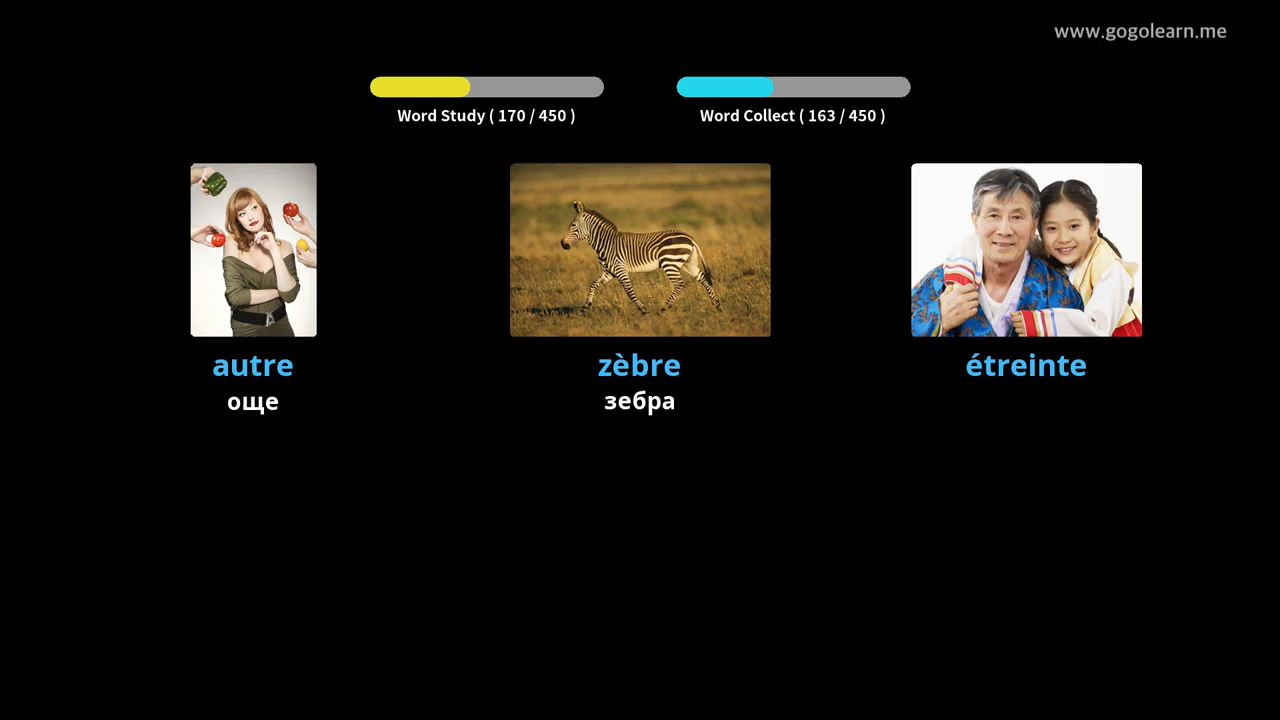 www.gogolearn.me
Word Study ( 170 / 450 )
Word Collect ( 163 / 450 )
autre
още
zèbre
зебра
étreinte